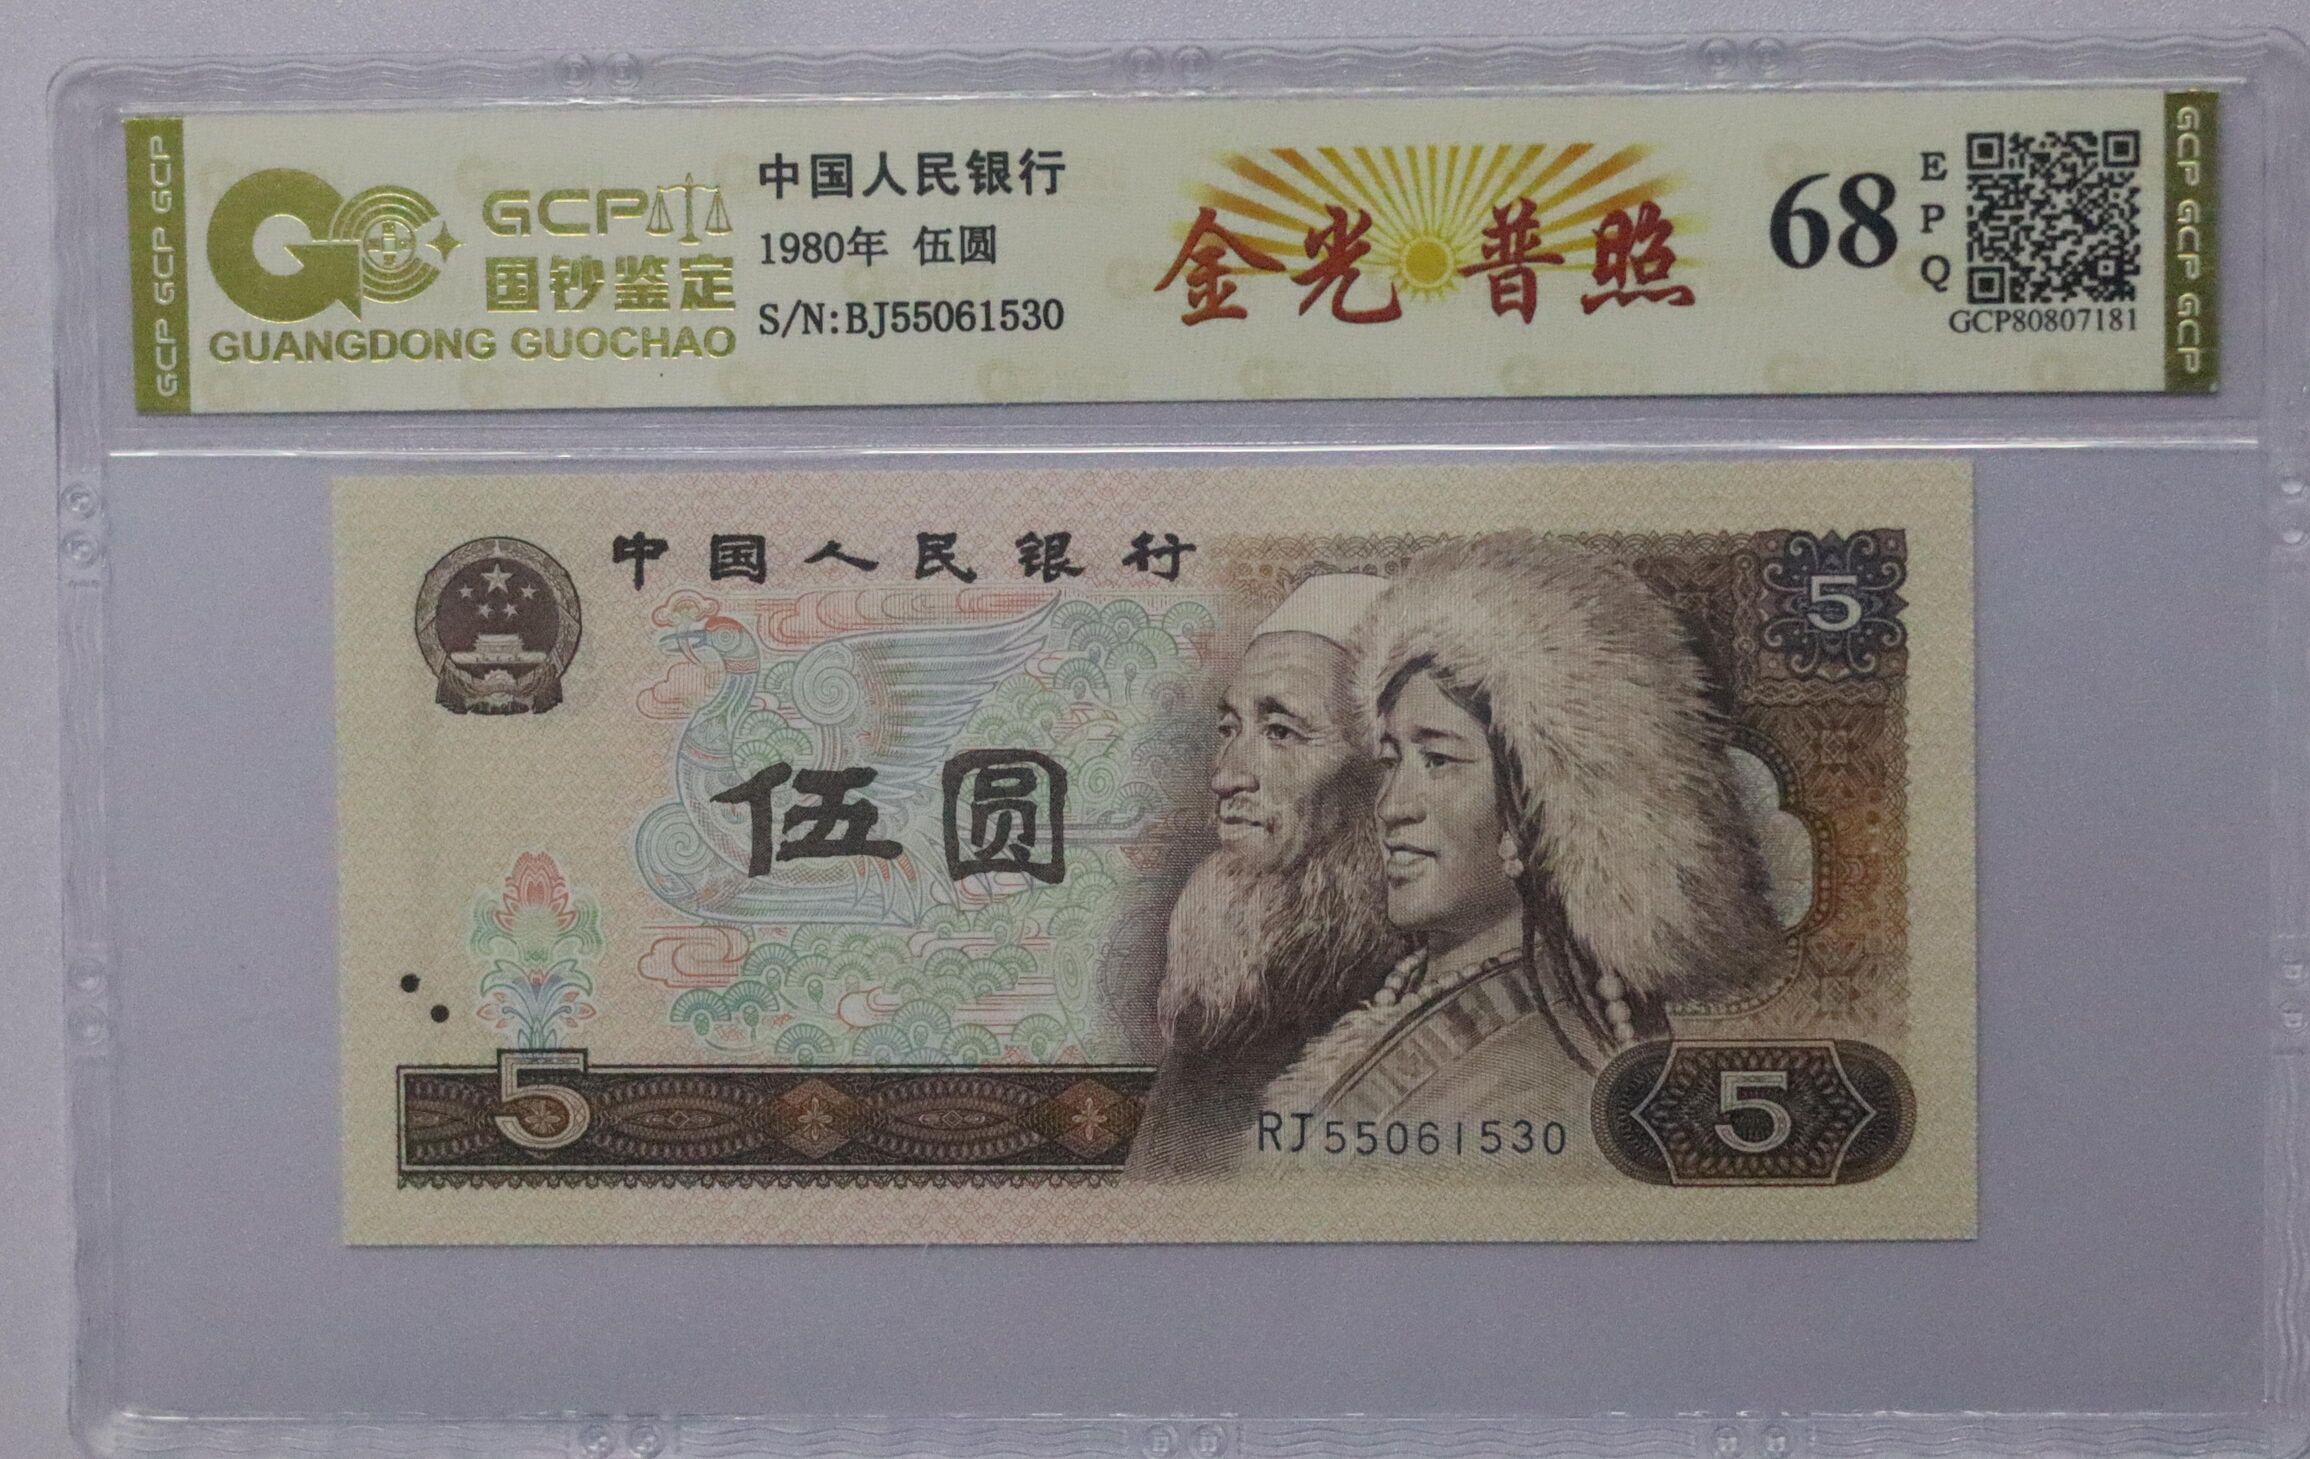 GCP GCP GCP
GCP
国钞鉴定
GUANGDONG GUOCHAO
中国人民银行
1980年 伍圆
S/N:BJ55061530
金光普照
68
EPQ
GCP80807181
GCP GCP GCP GCP
中国人民银行
5
伍圆
5
RJ55061530
5